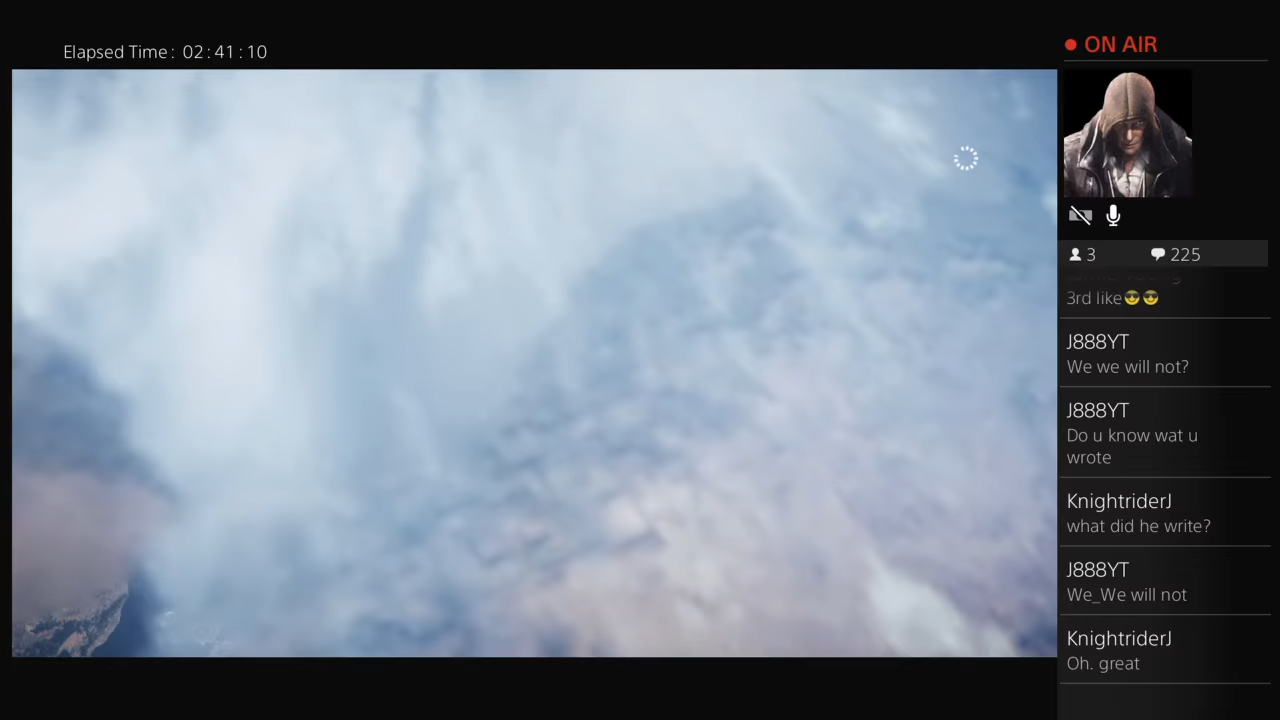 Elapsed Time: 02:41:10
ON AIR
3
225
3rd like😎😎
J888YT
We we will not?
J888YT
Do u know wat u
wrote
KnightriderJ
what did he write?
J888YT
We_We will not
KnightriderJ
Oh. great